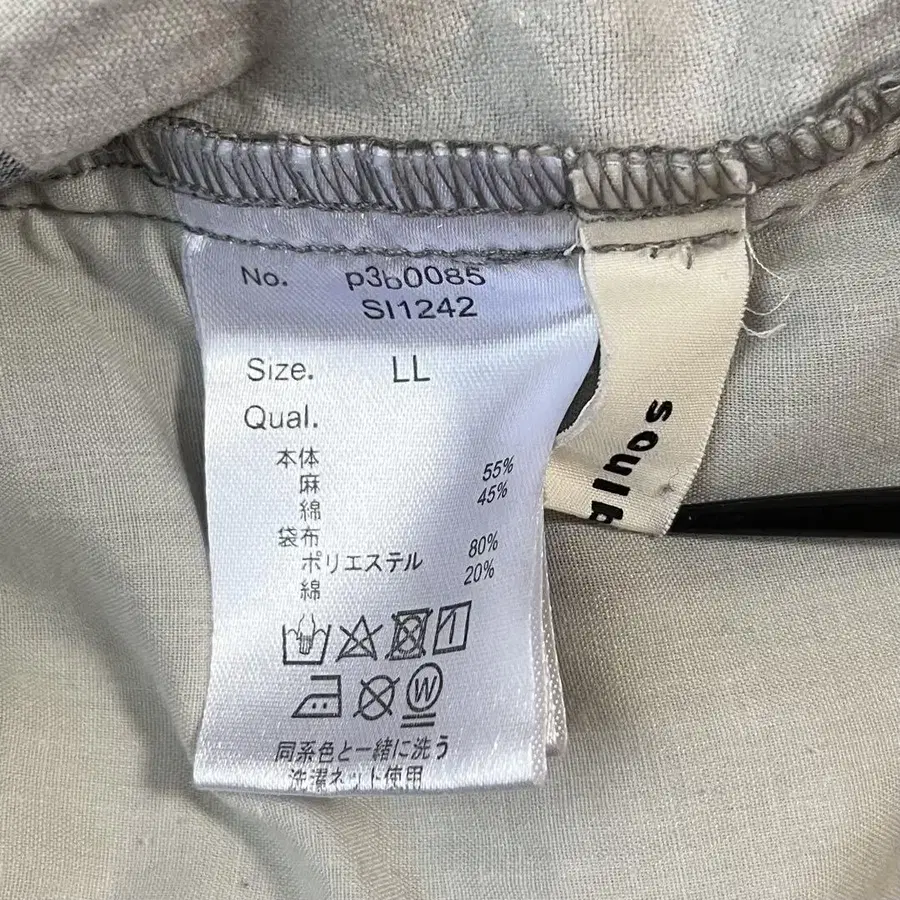 No. p3b0085
SI1242
Size. LL
Qual.
本体
麻 55%
綿 45%
袋布
ポリエステル 80%
綿 20%
同系色と一緒に洗う
洗濯ネット使用
soulb